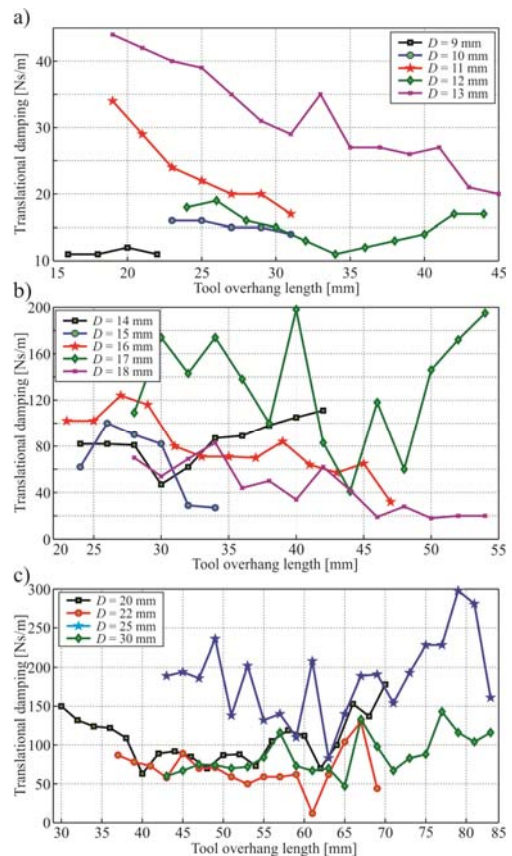 a)
Translational damping [Ns/m]
40
30
20
10
D = 9 mm
D = 10 mm
D = 11 mm
D = 12 mm
D = 13 mm
16 20 25 30 35 40 45
Tool overhang length [mm]
b)
Translational damping [Ns/m]
200
160
120
80
40
0
D = 14 mm
D = 15 mm
D = 16 mm
D = 17 mm
D = 18 mm
20 25 30 35 40 45 50 55
Tool overhang length [mm]
c)
Translational damping [Ns/m]
300
250
200
150
100
50
0
D = 20 mm
D = 22 mm
D = 25 mm
D = 30 mm
30 35 40 45 50 55 60 65 70 78 85
Tool overhang length [mm]